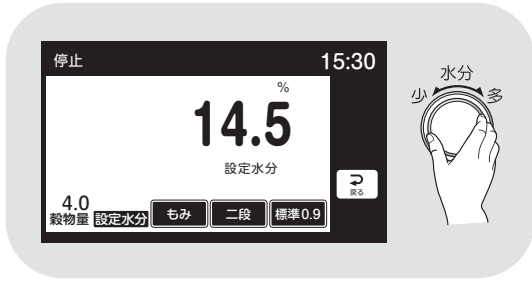 停止 15:30
%
14.5
設定水分
戻る
4.0
穀物量 設定水分 もみ 二段 標準0.9
水分
少 多